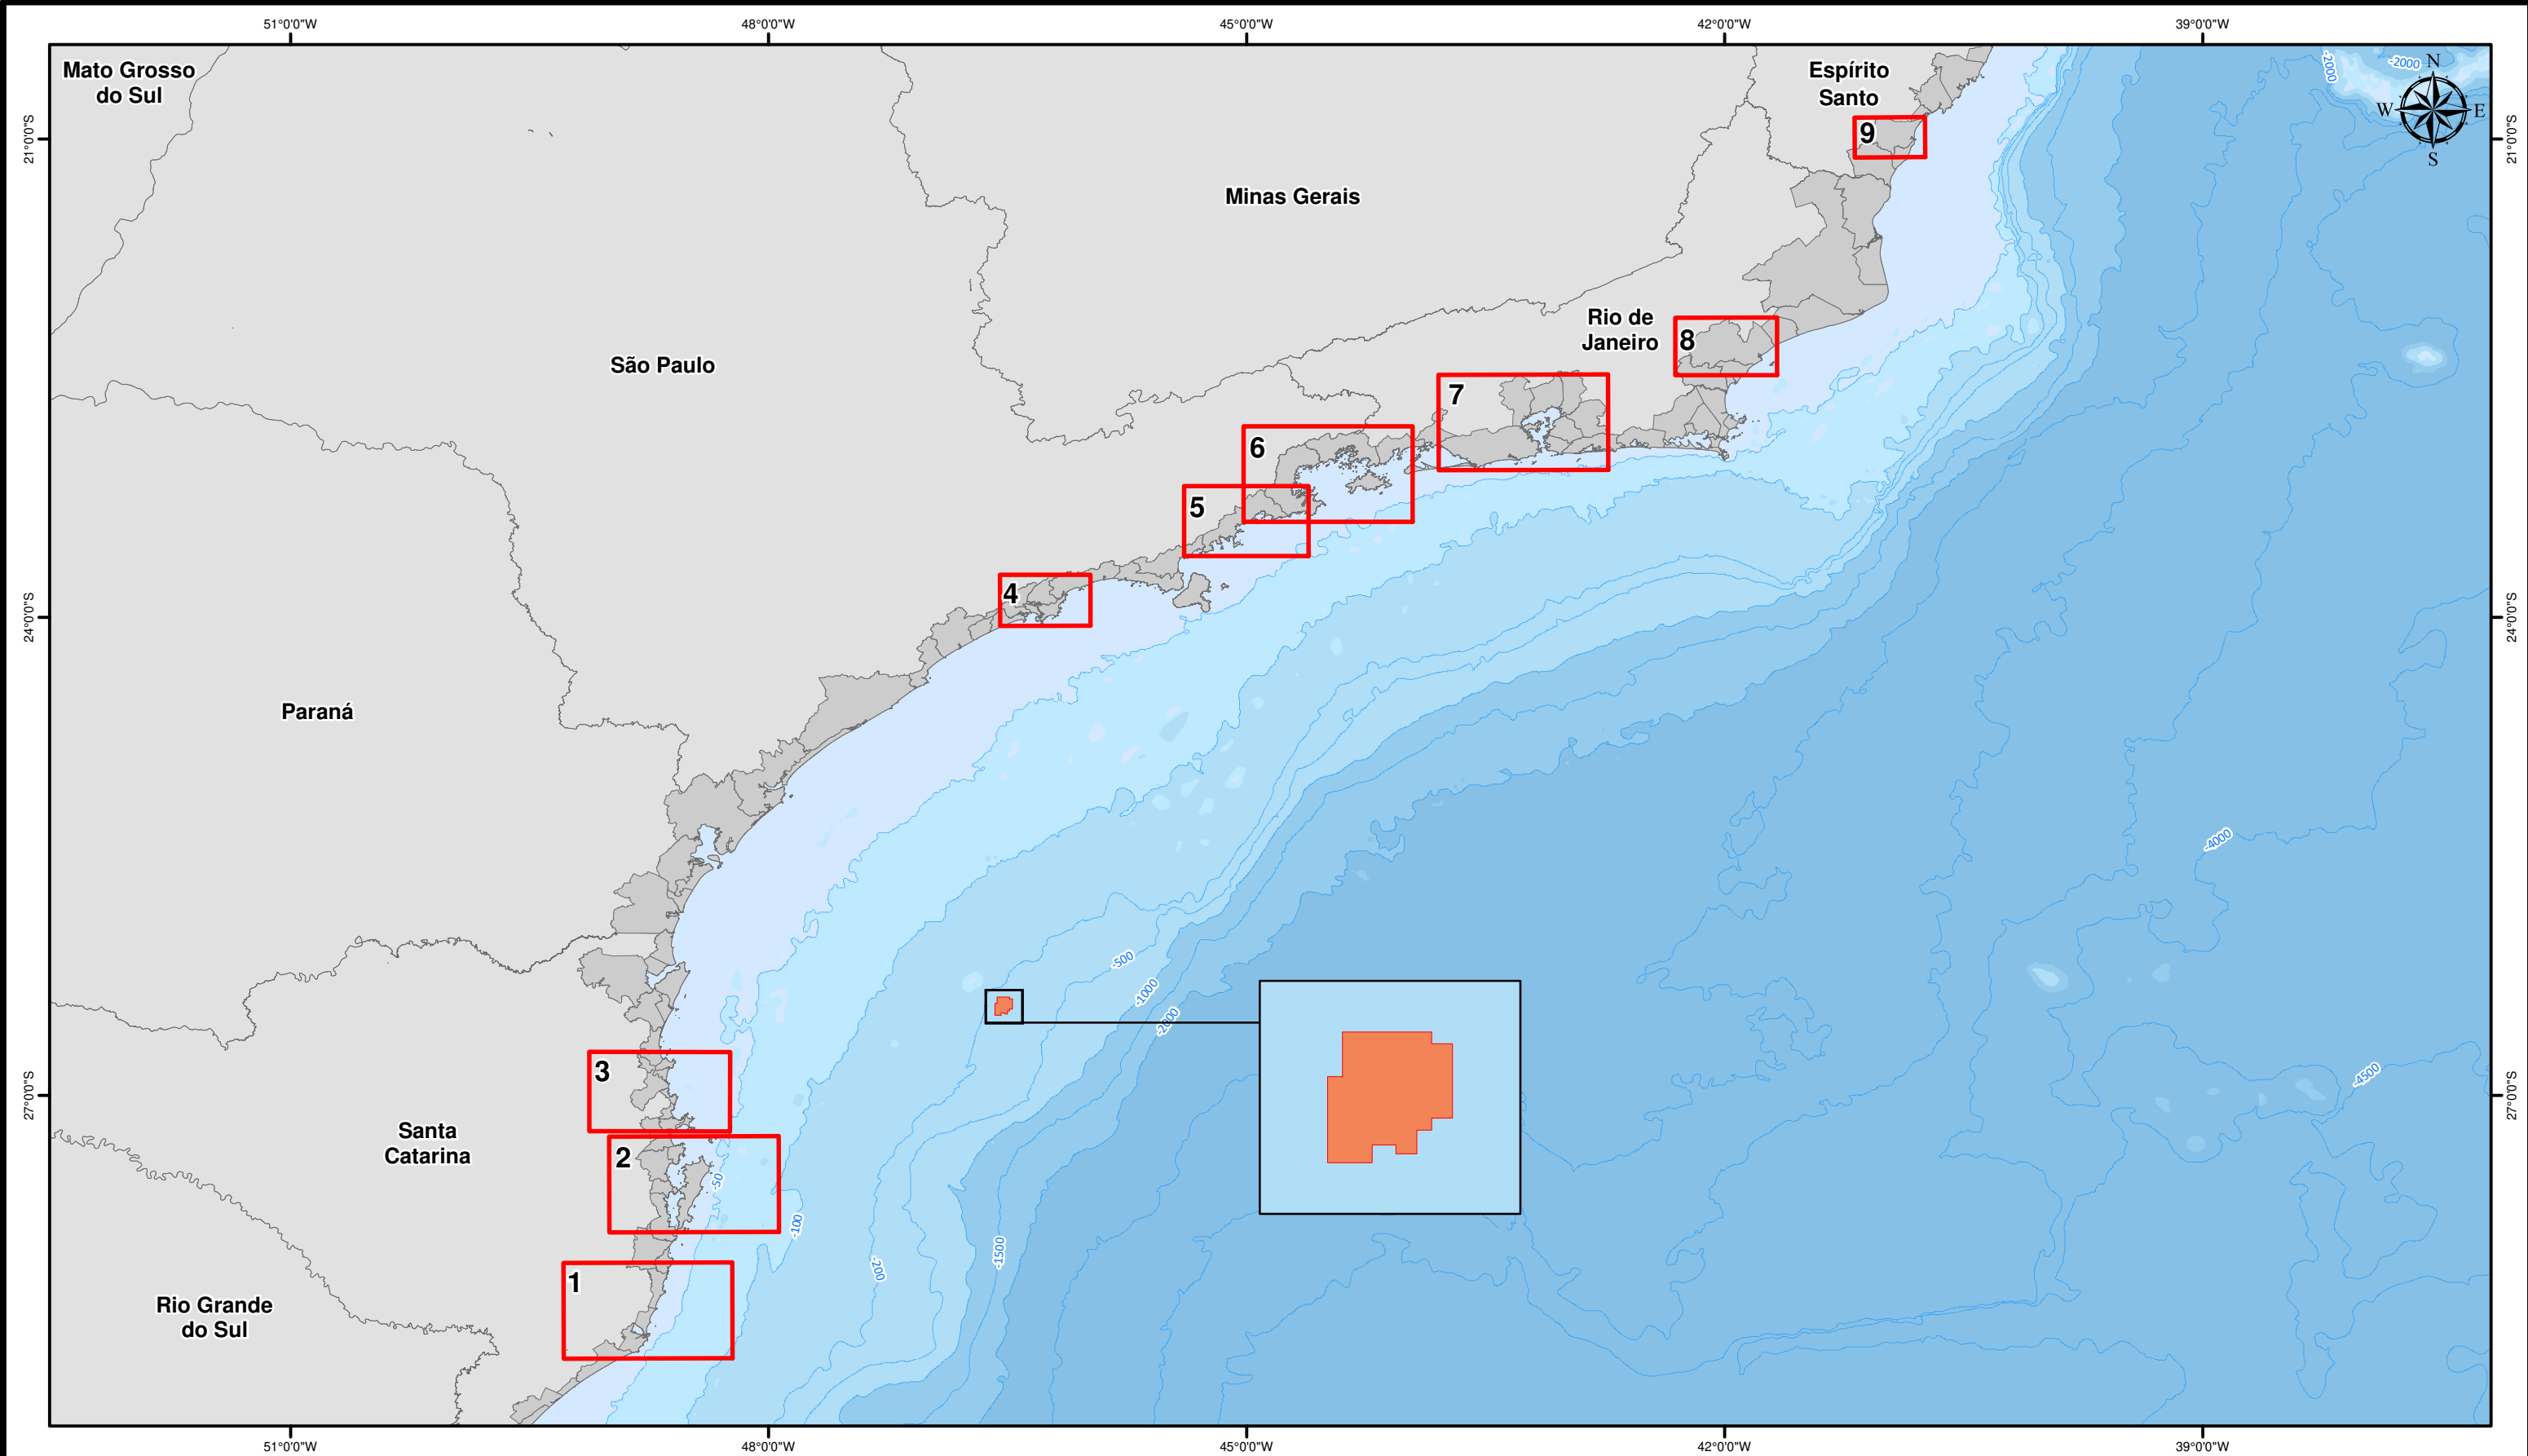 51°0'0"W
48°0'0"W
45°0'0"W
42°0'0"W
39°0'0"W
Mato Grosso
do Sul
Espírito
Santo
-2000
-2000
N
W
E
S
21°0'0"S
21°0'0"S
9
Minas Gerais
Rio de
Janeiro
8
São Paulo
7
6
5
4
24°0'0"S
24°0'0"S
Paraná
-4000
-500
-1000
-2000
3
27°0'0"S
27°0'0"S
-4500
Santa
Catarina
2
-50
-100
-200
-1500
1
Rio Grande
do Sul
51°0'0"W
48°0'0"W
45°0'0"W
42°0'0"W
39°0'0"W